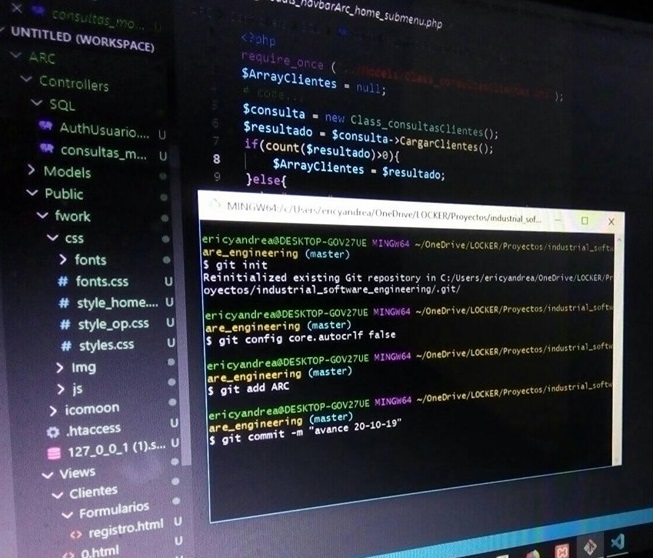 consultas_mo...
UNTITLED (WORKSPACE)
ARC
Controllers
SQL
AuthUsuario.... U
consultas_m... U
Models
Public
fwork
css
fonts
# fonts.css U
# style_home.... U
# style_op.css U
# styles.css U
Img
js
icomoon
.htaccess U
127_0_0_1 (1).s... U
Views
Clientes
Formularios
<> registro.html U
<> 0.html U
navbarArc_home_submenu.php
<?php
require_once ( );
$ArrayClientes = null;
# code...
$consulta = new Class_consultasClientes();
6 $resultado = $consulta->CargarClientes();
7 if(count($resultado)>0){
8 $ArrayClientes = $resultado;
9 }else{
MINGW64:/c/Users/ericyandrea/OneDrive/LOCKER/Proyectos/industrial_sof...
ericyandrea@DESKTOP-GOV27UE MINGW64 ~/OneDrive/LOCKER/Proyectos/industrial_softw
are_engineering (master)
$ git init
Reinitialized existing Git repository in C:/Users/ericyandrea/OneDrive/LOCKER/Pr
oyectos/industrial_software_engineering/.git/
ericyandrea@DESKTOP-GOV27UE MINGW64 ~/OneDrive/LOCKER/Proyectos/industrial_softw
are_engineering (master)
$ git config core.autocrlf false
ericyandrea@DESKTOP-GOV27UE MINGW64 ~/OneDrive/LOCKER/Proyectos/industrial_softw
are_engineering (master)
$ git add ARC
ericyandrea@DESKTOP-GOV27UE MINGW64 ~/OneDrive/LOCKER/Proyectos/industrial_softw
are_engineering (master)
$ git commit -m "avance 20-10-19"